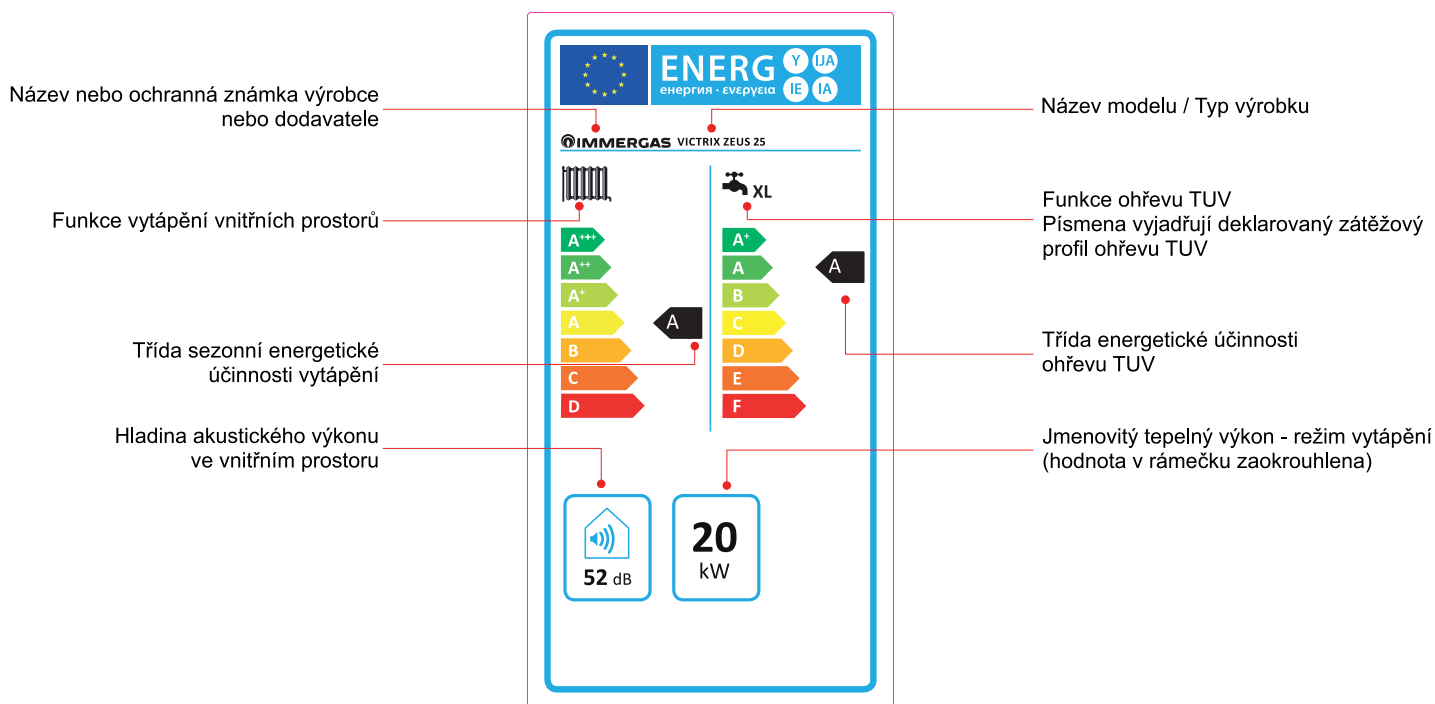 ENERG
енергия · ενεργεια
Y
IJA
IE
IA
Název nebo ochranná známka výrobce
nebo dodavatele
Název modelu / Typ výrobku
IMMERGAS VICTRIX ZEUS 25
Funkce vytápění vnitřních prostorů
XL
Funkce ohřevu TUV
Písmena vyjadřují deklarovaný zátěžový
profil ohřevu TUV
A+++
A++
A+
A
B
C
D
A
A+
A
B
C
D
E
F
A
Třída sezonní energetické
účinnosti vytápění
Třída energetické účinnosti
ohřevu TUV
Hladina akustického výkonu
ve vnitřním prostoru
Jmenovitý tepelný výkon - režim vytápění
(hodnota v rámečku zaokrouhlena)
52 dB
20
kW